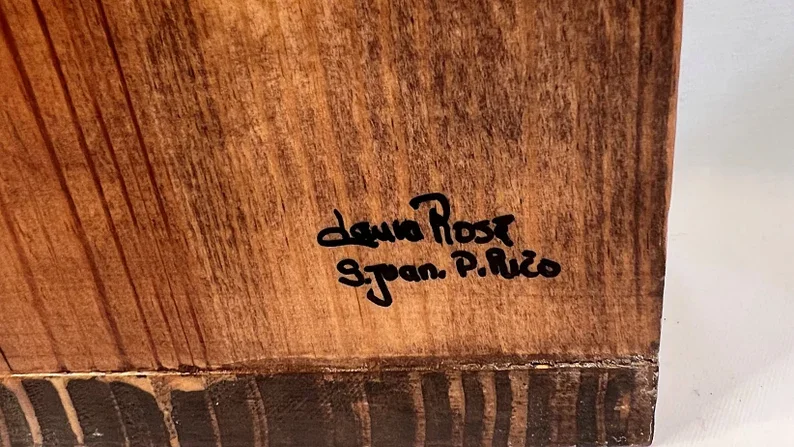 Laura Rose
S. Juan. P. Rico